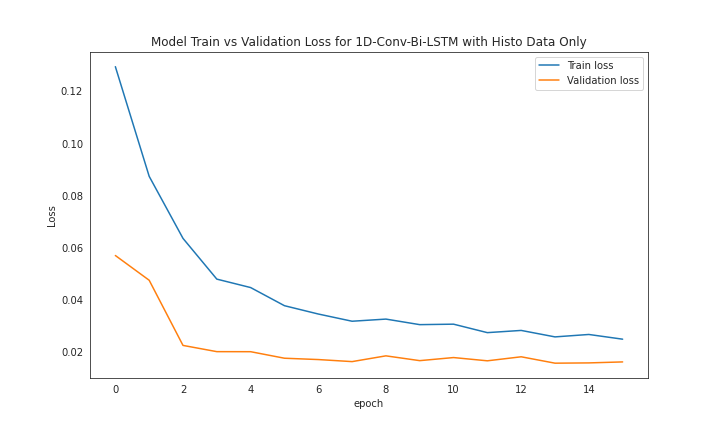 Model Train vs Validation Loss for 1D-Conv-Bi-LSTM with Histo Data Only
Train loss
Validation loss
0.12
0.10
0.08
0.06
0.04
0.02
Loss
0 2 4 6 8 10 12 14
epoch